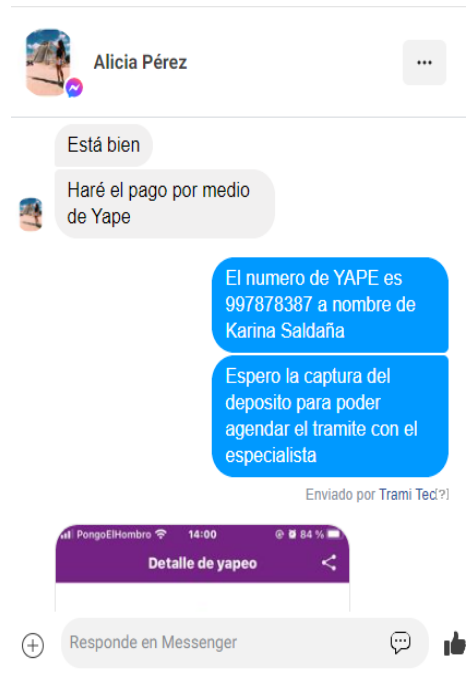 Alicia Pérez
Está bien
Haré el pago por medio
de Yape
El numero de YAPE es
997878387 a nombre de
Karina Saldaña
Espero la captura del
deposito para poder
agendar el tramite con el
especialista
Enviado por Trami Tec[?]
PongoElHombro 14:00 84 %
Detalle de yapeo
Responde en Messenger